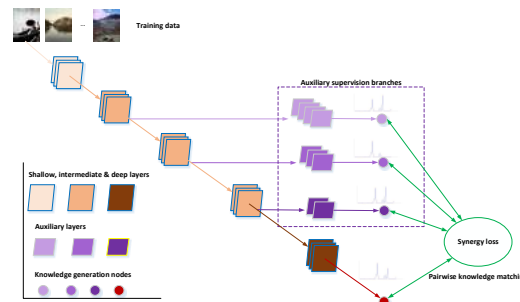 ...
Training data
Auxiliary supervision branches
Shallow, intermediate & deep layers
Auxiliary layers
Knowledge generation nodes
Synergy loss
Pairwise knowledge matchi